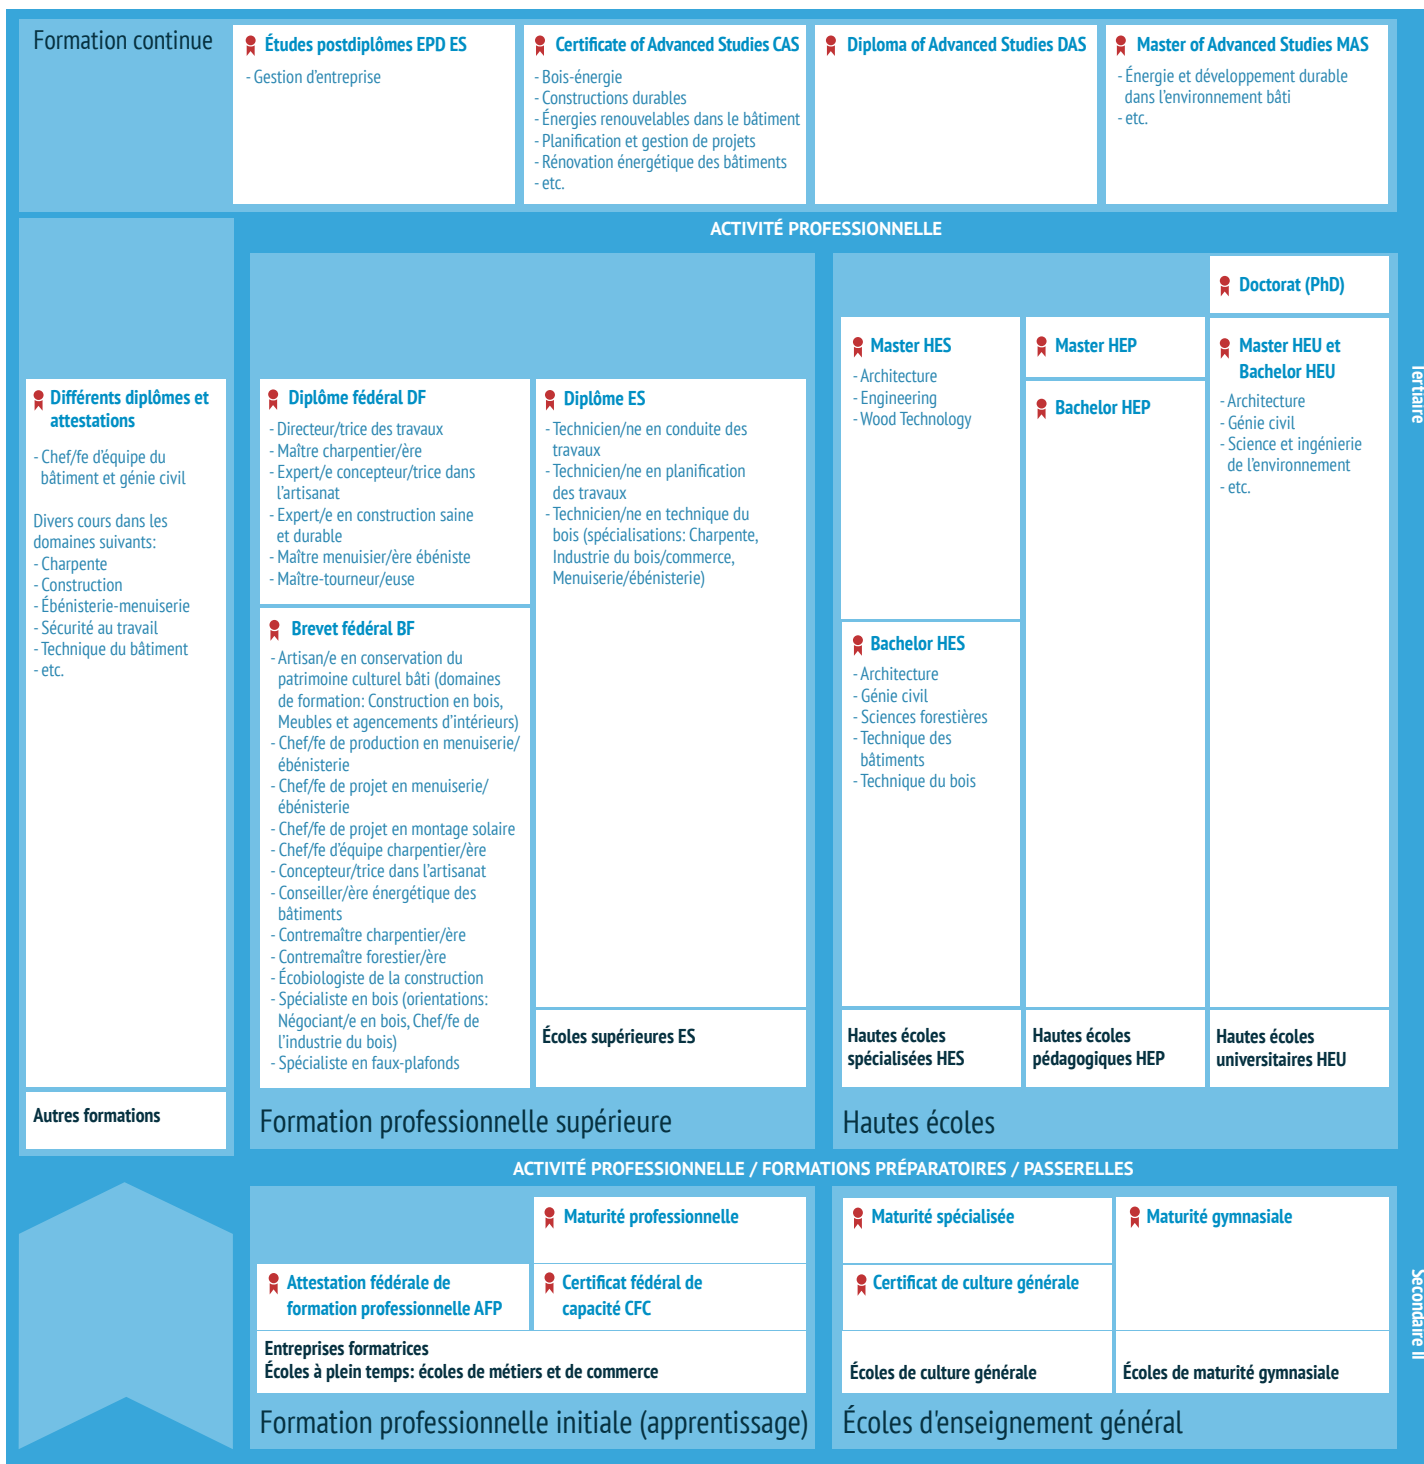 Formation continue
Études postdiplômes EPD ES
- Gestion d'entreprise
Certificate of Advanced Studies CAS
- Bois-énergie
- Constructions durables
- Énergies renouvelables dans le bâtiment
- Planification et gestion de projets
- Rénovation énergétique des bâtiments
- etc.
Diploma of Advanced Studies DAS
Master of Advanced Studies MAS
- Énergie et développement durable
dans l'environnement bâti
- etc.
ACTIVITÉ PROFESSIONNELLE
Tertiaire
Différents diplômes et
attestations
- Chef/fe d'équipe du
bâtiment et génie civil
Divers cours dans les
domaines suivants:
- Charpente
- Construction
- Ébénisterie-menuiserie
- Sécurité au travail
- Technique du bâtiment
- etc.
Autres formations
Diplôme fédéral DF
- Directeur/trice des travaux
- Maître charpentier/ère
- Expert/e concepteur/trice dans
l'artisanat
- Expert/e en construction saine
et durable
- Maître menuisier/ère ébéniste
- Maître-tourneur/euse
Brevet fédéral BF
- Artisan/e en conservation du
patrimoine culturel bâti (domaines
de formation: Construction en bois,
Meubles et agencements d'intérieurs)
- Chef/fe de production en menuiserie/
ébénisterie
- Chef/fe de projet en menuiserie/
ébénisterie
- Chef/fe de projet en montage solaire
- Chef/fe d'équipe charpentier/ère
- Concepteur/trice dans l'artisanat
- Conseiller/ère énergétique des
bâtiments
- Contremaître charpentier/ère
- Contremaître forestier/ère
- Écobiologiste de la construction
- Spécialiste en bois (orientations:
Négociant/e en bois, Chef/fe de
l'industrie du bois)
- Spécialiste en faux-plafonds
Diplôme ES
- Technicien/ne en conduite des
travaux
- Technicien/ne en planification
des travaux
- Technicien/ne en technique du
bois (spécialisations: Charpente,
Industrie du bois/commerce,
Menuiserie/ébénisterie)
Écoles supérieures ES
Formation professionnelle supérieure
Master HES
- Architecture
- Engineering
- Wood Technology
Bachelor HES
- Architecture
- Génie civil
- Sciences forestières
- Technique des
bâtiments
- Technique du bois
Hautes écoles
spécialisées HES
Master HEP
Bachelor HEP
Hautes écoles
pédagogiques HEP
Doctorat (PhD)
Master HEU et
Bachelor HEU
- Architecture
- Génie civil
- Science et ingénierie
de l'environnement
- etc.
Hautes écoles
universitaires HEU
Hautes écoles
ACTIVITÉ PROFESSIONNELLE / FORMATIONS PRÉPARATOIRES / PASSERELLES
Secondaire II
Maturité professionnelle
Attestation fédérale de
formation professionnelle AFP
Certificat fédéral de
capacité CFC
Entreprises formatrices
Écoles à plein temps: écoles de métiers et de commerce
Formation professionnelle initiale (apprentissage)
Maturité spécialisée
Certificat de culture générale
Écoles de culture générale
Maturité gymnasiale
Écoles de maturité gymnasiale
Écoles d'enseignement général